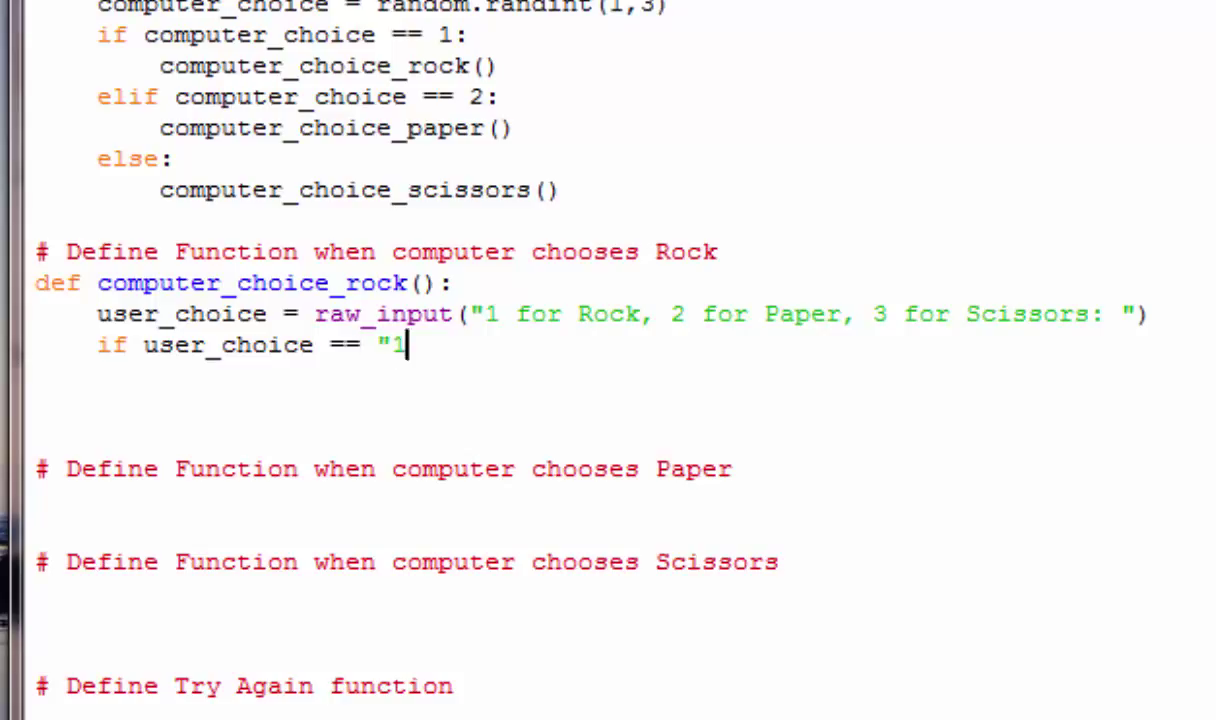 computer_choice = random.randint(1,3)
if computer_choice == 1:
computer_choice_rock()
elif computer_choice == 2:
computer_choice_paper()
else:
computer_choice_scissors()
# Define Function when computer chooses Rock
def computer_choice_rock():
user_choice = raw_input("1 for Rock, 2 for Paper, 3 for Scissors: ")
if user_choice == "1
# Define Function when computer chooses Paper
# Define Function when computer chooses Scissors
# Define Try Again function